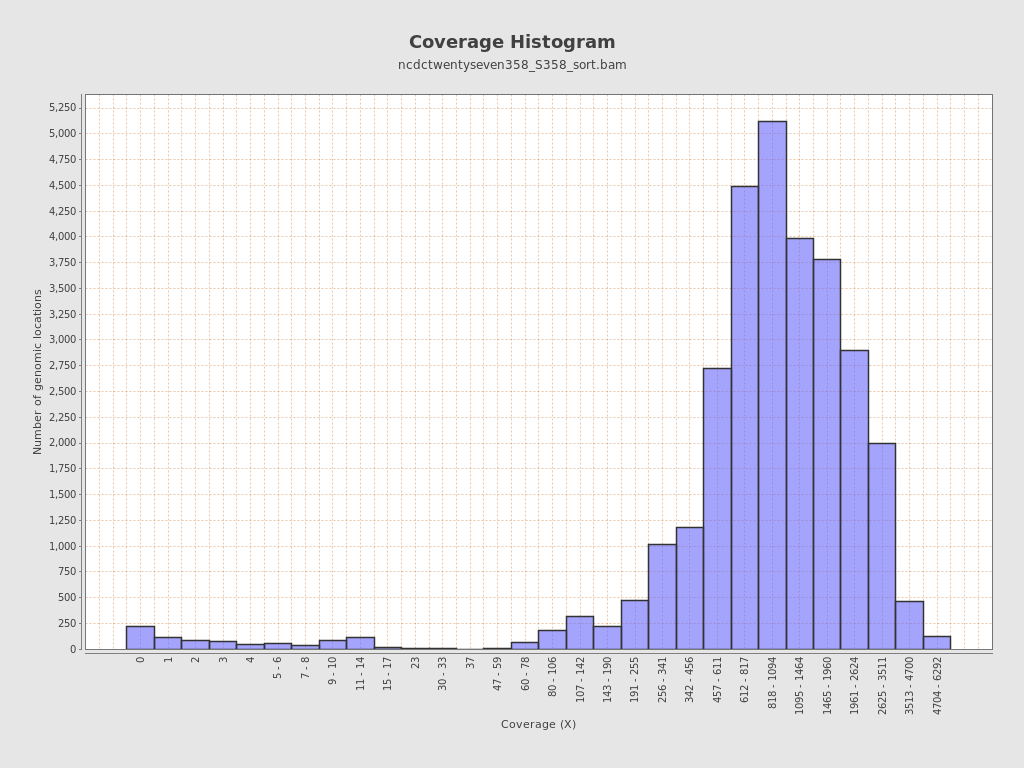 Coverage Histogram
ncdctwentyseven358_S358_sort.bam
Number of genomic locations
5,250
5,000
4,750
4,500
4,250
4,000
3,750
3,500
3,250
3,000
2,750
2,500
2,250
2,000
1,750
1,500
1,250
1,000
750
500
250
0
0
1
2
3
4
5 - 6
7 - 8
9 - 10
11 - 14
15 - 17
23
30 - 33
37
47 - 59
60 - 78
80 - 106
107 - 142
143 - 190
191 - 255
256 - 341
342 - 456
457 - 611
612 - 817
818 - 1094
1095 - 1464
1465 - 1960
1961 - 2624
2625 - 3511
3513 - 4700
4704 - 6292
Coverage (X)